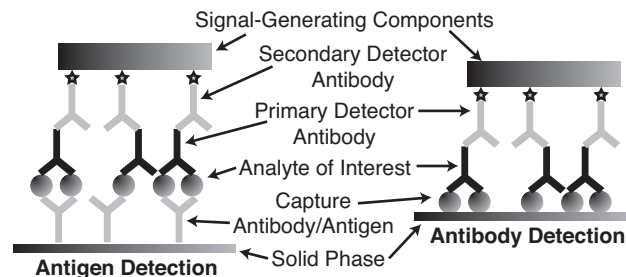 Signal-Generating Components
Secondary Detector
Antibody
Primary Detector
Antibody
Analyte of Interest
Capture
Antibody/Antigen
Solid Phase
Antigen Detection
Antibody Detection